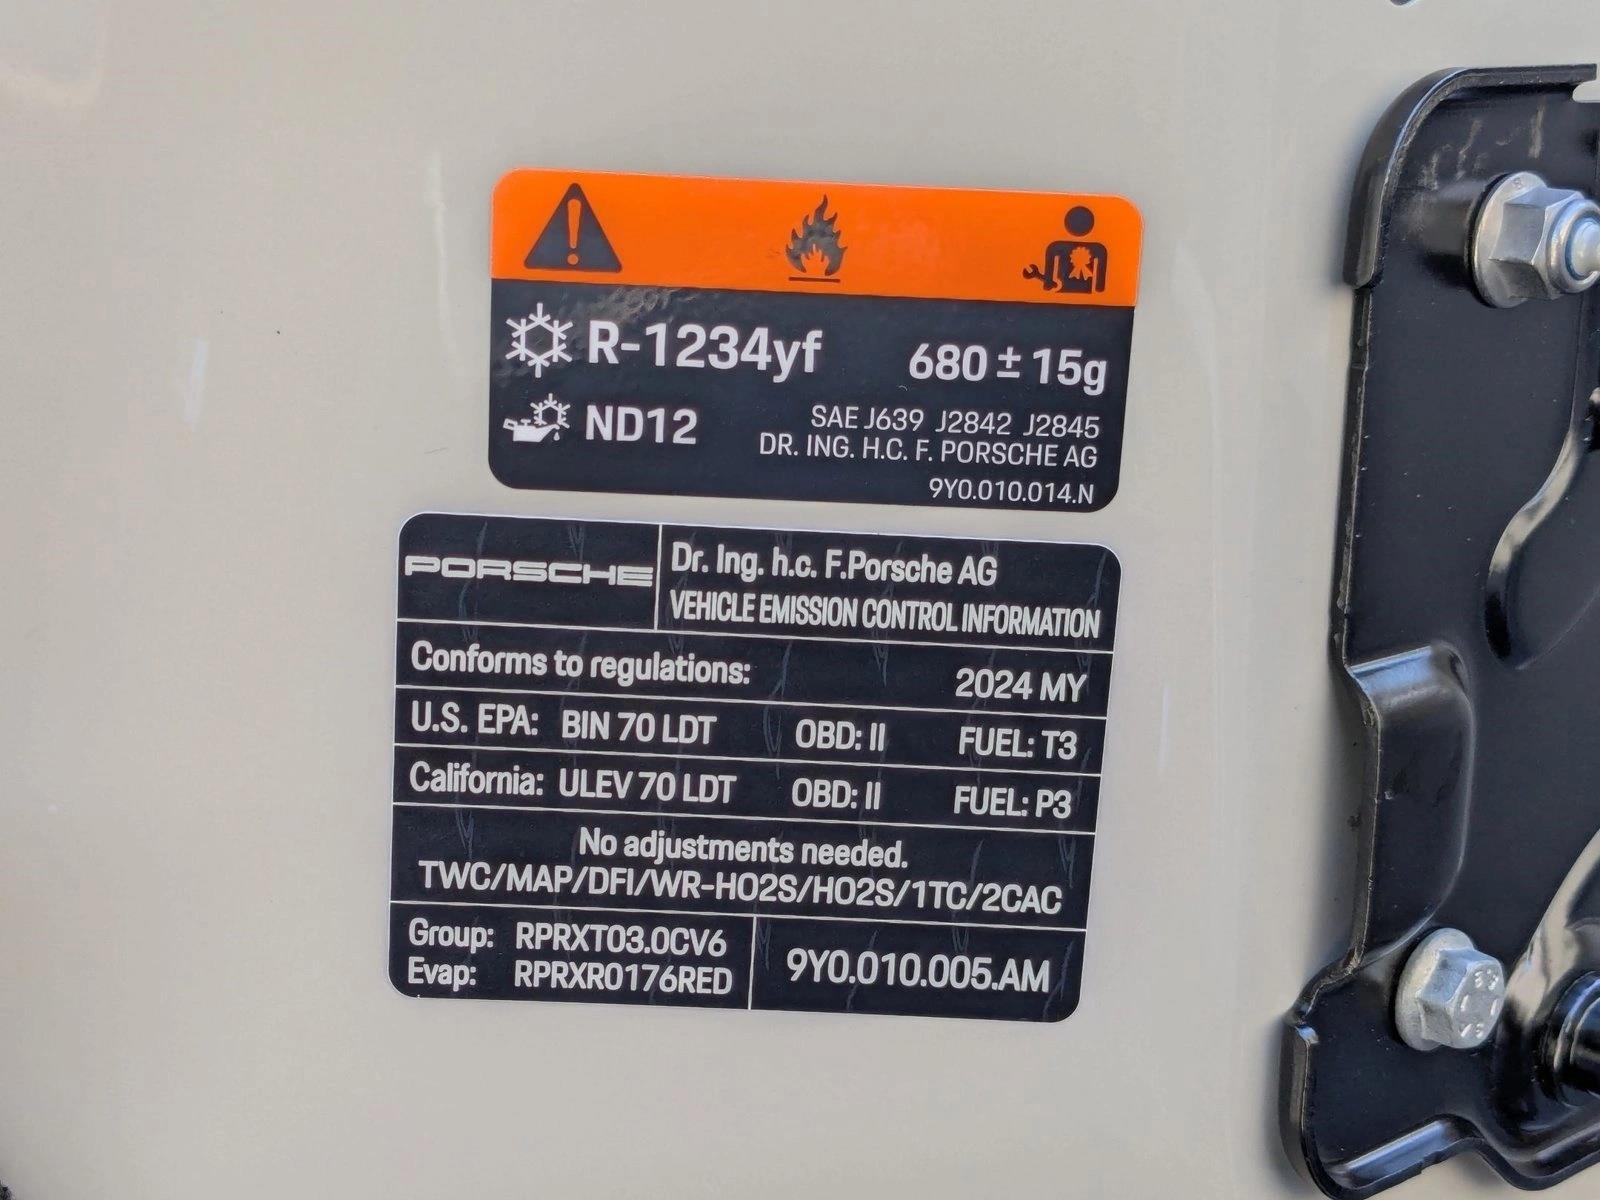 R-1234yf 680 ± 15g
ND12
SAE J639 J2842 J2845
DR. ING. H.C. F. PORSCHE AG
9Y0.010.014.N
PORSCHE
Dr. Ing. h.c. F.Porsche AG
VEHICLE EMISSION CONTROL INFORMATION
Conforms to regulations: 2024 MY
U.S. EPA: BIN 70 LDT OBD: II FUEL: T3
California: ULEV 70 LDT OBD: II FUEL: P3
No adjustments needed.
TWC/MAP/DFI/WR-HO2S/HO2S/1TC/2CAC
Group: RPRXT03.0CV6
Evap: RPRXR0176RED
9Y0.010.005.AM